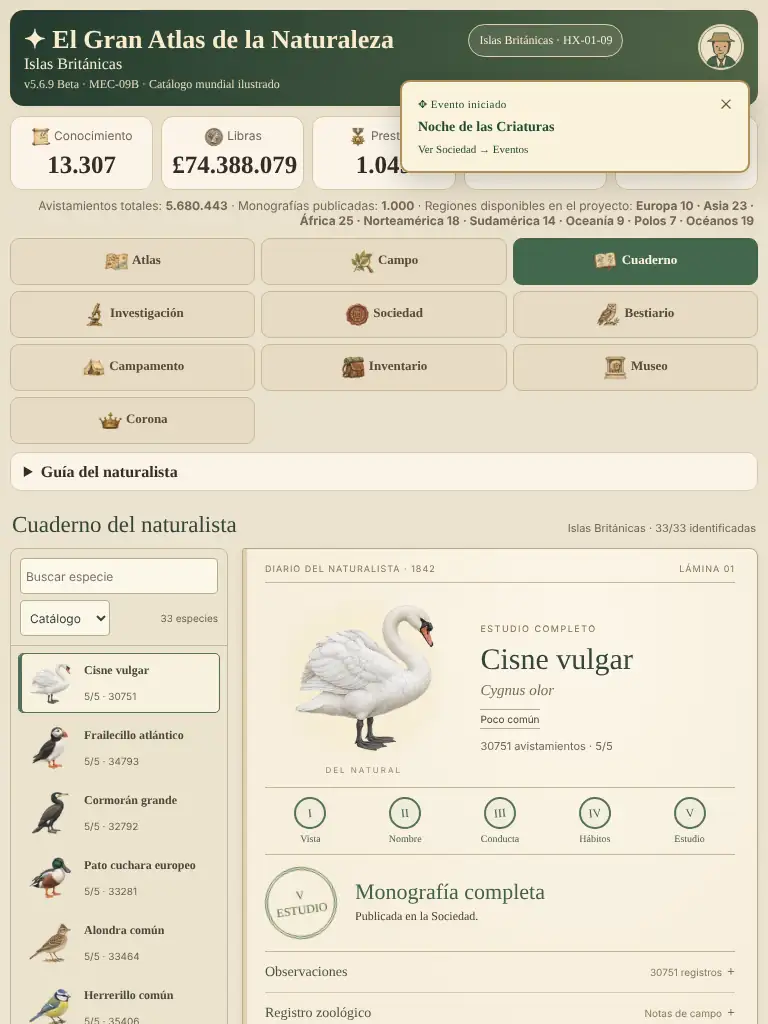 ✦ El Gran Atlas de la Naturaleza
Islas Británicas
v5.6.9 Beta · MEC-09B · Catálogo mundial ilustrado
Islas Británicas · HX-01-09
✥ Evento iniciado
Noche de las Criaturas
Ver Sociedad → Eventos
Conocimiento
13.307
Libras
£74.388.079
Avistamientos totales: 5.680.443 · Monografías publicadas: 1.000 · Regiones disponibles en el proyecto: Europa 10 · Asia 23 ·
África 25 · Norteamérica 18 · Sudamérica 14 · Oceanía 9 · Polos 7 · Océanos 19
Atlas
Campo
Cuaderno
Investigación
Sociedad
Bestiario
Campamento
Inventario
Museo
Corona
▶ Guía del naturalista
Cuaderno del naturalista
Islas Británicas · 33/33 identificadas
Buscar especie
Catálogo
33 especies
Cisne vulgar
5/5 · 30751
Frailecillo atlántico
5/5 · 34793
Cormorán grande
5/5 · 32792
Pato cuchara europeo
5/5 · 33281
Alondra común
5/5 · 33464
Herrerillo común
5/5 · 35406
DIARIO DEL NATURALISTA · 1842
LÁMINA 01
DEL NATURAL
ESTUDIO COMPLETO
Cisne vulgar
Cygnus olor
Poco común
30751 avistamientos · 5/5
I
Vista
II
Nombre
III
Conducta
IV
Hábitos
V
Estudio
V
ESTUDIO
Monografía completa
Publicada en la Sociedad.
Observaciones
30751 registros +
Registro zoológico
Notas de campo +